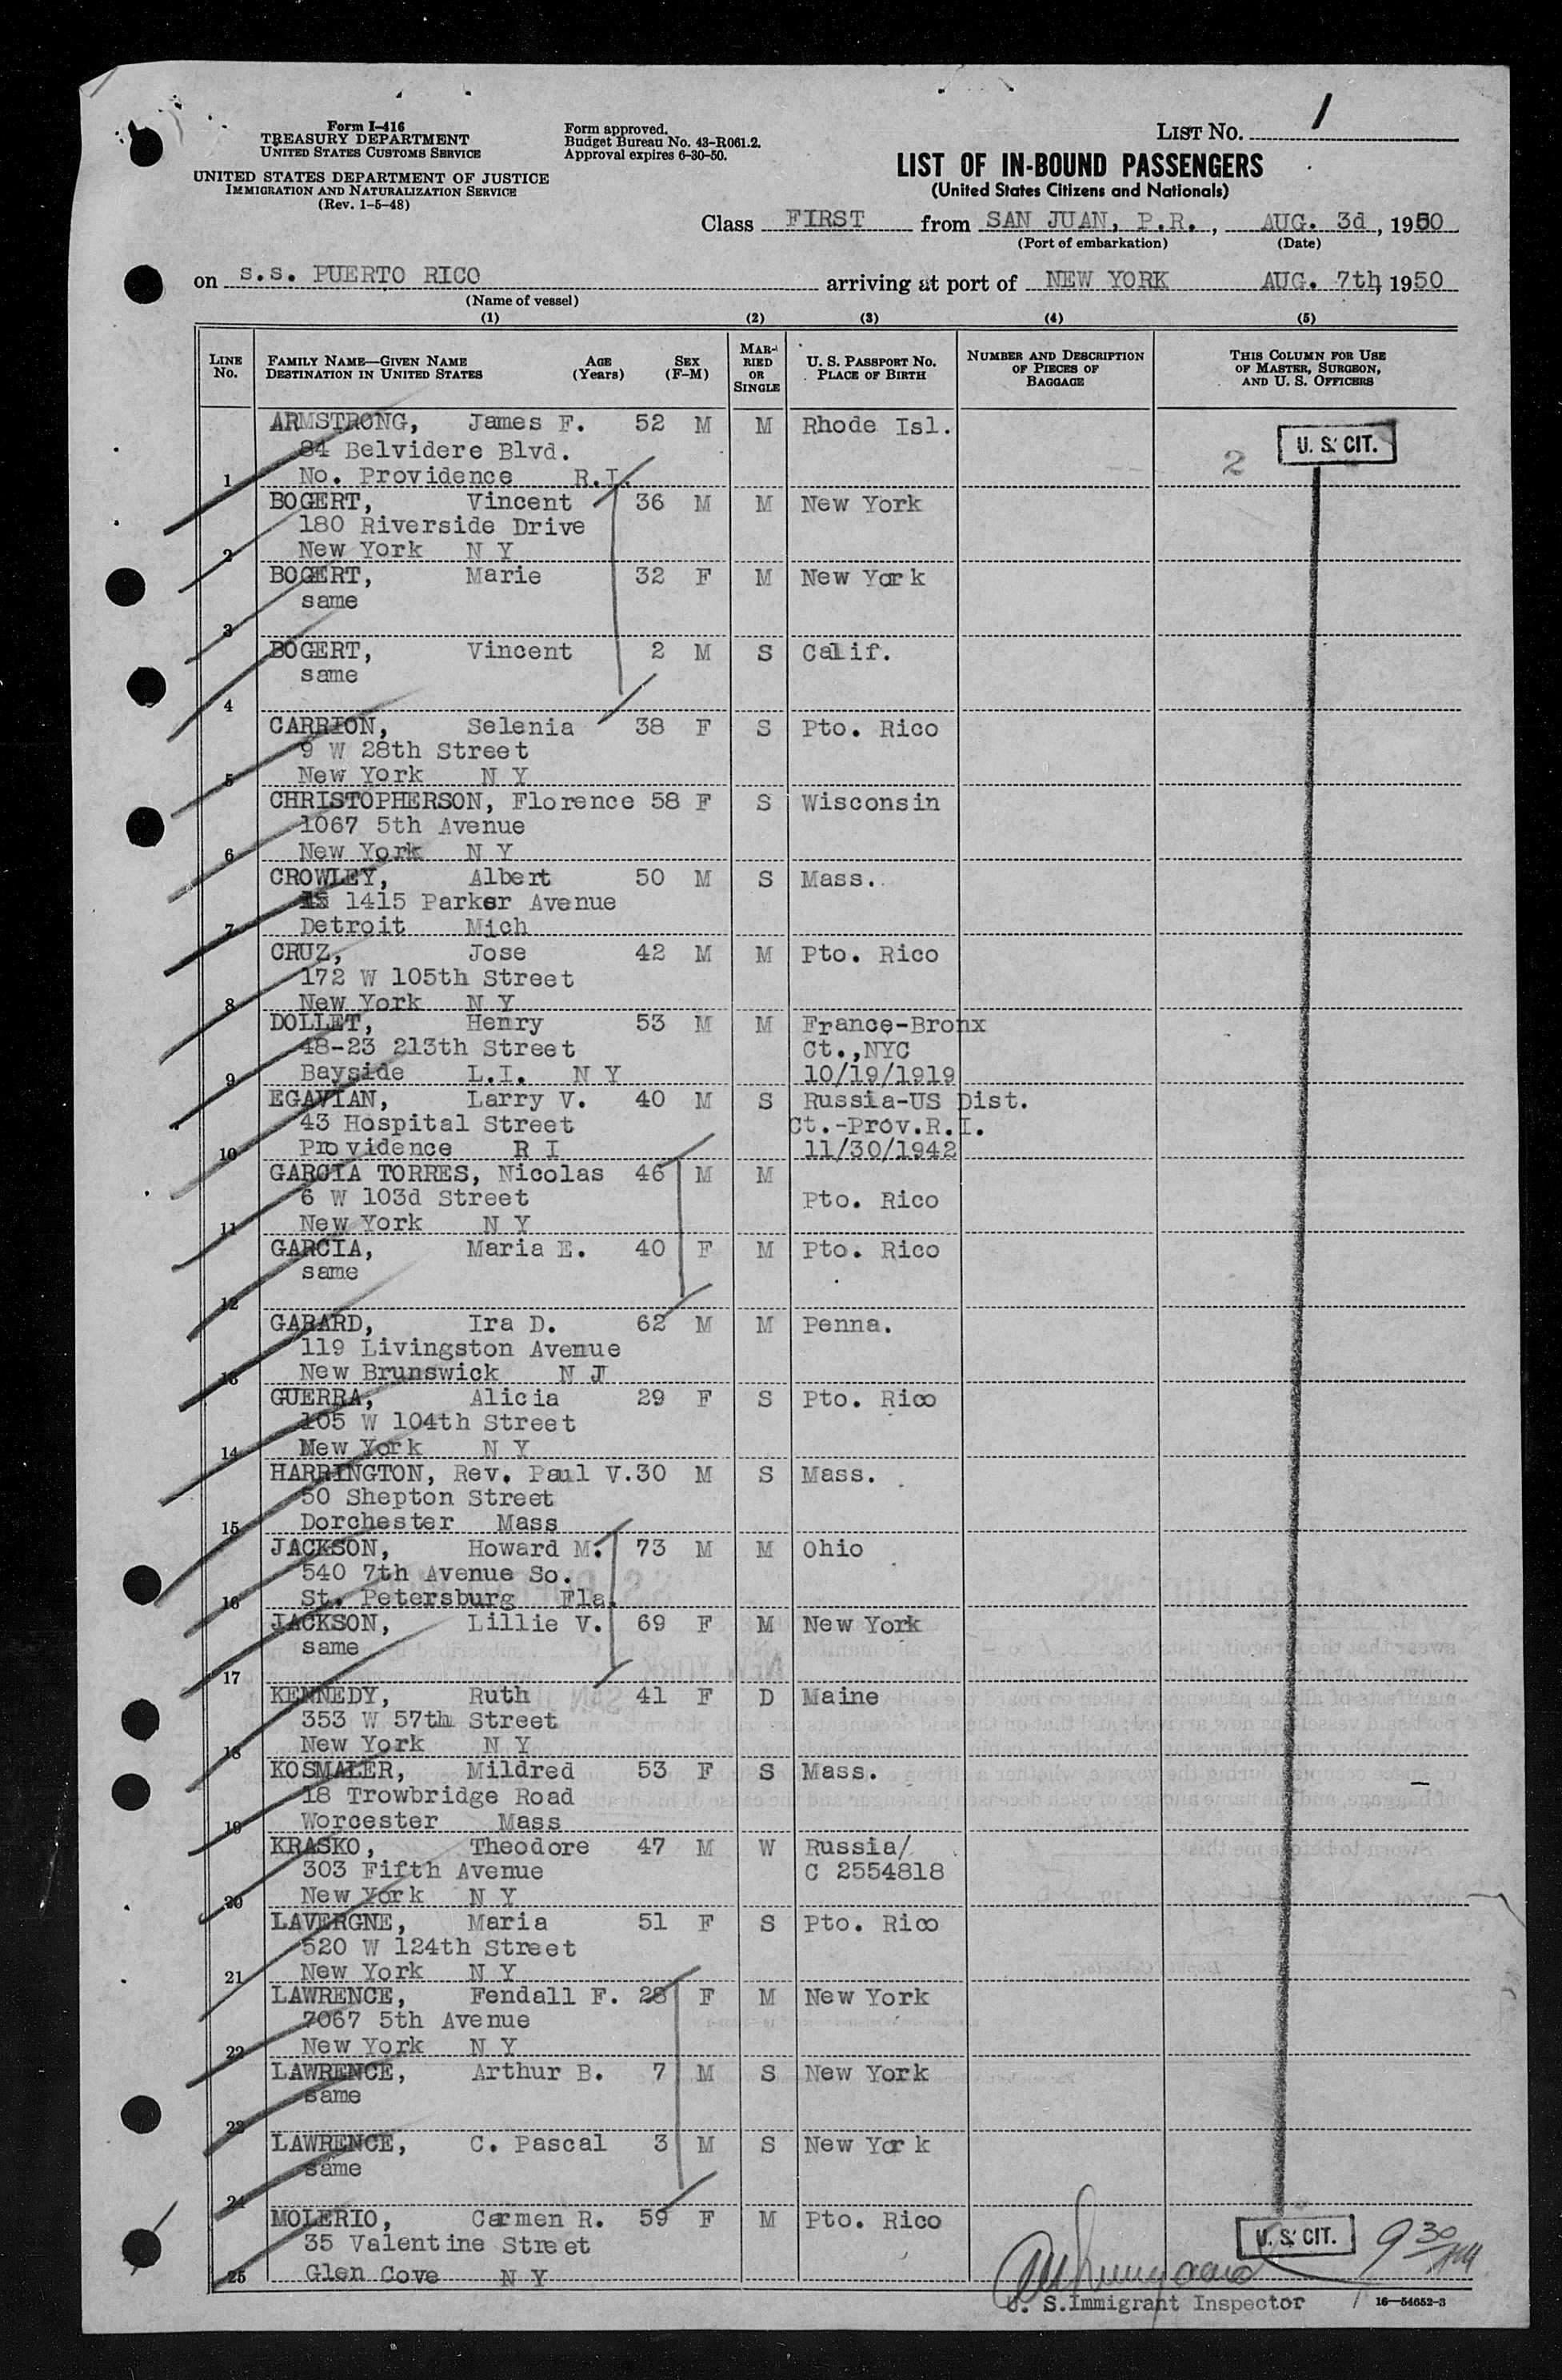 Form I-416
TREASURY DEPARTMENT
UNITED STATES CUSTOMS SERVICE
UNITED STATES DEPARTMENT OF JUSTICE
IMMIGRATION AND NATURALIZATION SERVICE
(Rev. 1-5-48)
Form approved.
Budget Bureau No. 43-R061.2.
Approval expires 6-30-50.
LIST NO. 1
LIST OF IN-BOUND PASSENGERS
(United States Citizens and Nationals)
Class FIRST from SAN JUAN, P.R., AUG. 3d, 1950
(Port of embarkation) (Date)
on s.s. PUERTO RICO arriving at port of NEW YORK AUG. 7th, 1950
(Name of vessel)
(1) (2) (3) (4) (5)
LINE NO.
FAMILY NAME—GIVEN NAME
DESTINATION IN UNITED STATES
AGE (Years)
SEX (F-M)
MARRIED OR SINGLE
U. S. PASSPORT NO.
PLACE OF BIRTH
NUMBER AND DESCRIPTION OF PIECES OF BAGGAGE
THIS COLUMN FOR USE OF MASTER, SURGEON, AND U. S. OFFICERS
ARMSTRONG, James F. 52 M M Rhode Isl.
84 Belvidere Blvd. 2 U. S. CIT.
1 No. Providence R.I.
BOGERT, Vincent 36 M M New York
180 Riverside Drive
2 New York N Y
BOGERT, Marie 32 F M New York
same
3
BOGERT, Vincent 2 M S Calif.
same
4
CARRION, Selenia 38 F S Pto. Rico
9 W 28th Street
5 New York N Y
CHRISTOPHERSON, Florence 58 F S Wisconsin
1067 5th Avenue
6 New York N Y
CROWLEY, Albert 50 M S Mass.
1415 Parker Avenue
7 Detroit Mich
CRUZ, Jose 42 M M Pto. Rico
172 W 105th Street
8 New York N Y
DOLLET, Henry 53 M M France-Bronx
48-23 213th Street Ct.,NYC
9 Bayside L.I. N Y 10/19/1919
EGAVIAN, Larry V. 40 M S Russia-US Dist.
43 Hospital Street Ct.-Prov.R.I.
10 Providence R I 11/30/1942
GARCIA TORRES, Nicolas 46 M M
6 W 103d Street Pto. Rico
11 New York N Y
GARCIA, Maria E. 40 F M Pto. Rico
same
12
GABARD, Ira D. 62 M M Penna.
119 Livingston Avenue
13 New Brunswick N J
GUERRA, Alicia 29 F S Pto. Rico
105 W 104th Street
14 New York N Y
HARRINGTON, Rev. Paul V. 30 M S Mass.
50 Shepton Street
15 Dorchester Mass
JACKSON, Howard M. 73 M M Ohio
540 7th Avenue So.
16 St. Petersburg Fla.
JACKSON, Lillie V. 69 F M New York
same
17
KENNEDY, Ruth 41 F D Maine
353 W 57th Street
18 New York N Y
KOSMALER, Mildred 53 F S Mass.
18 Trowbridge Road
19 Worcester Mass
KRASKO, Theodore 47 M W Russia/
303 Fifth Avenue C 2554818
20 New York N Y
LAVERGNE, Maria 51 F S Pto. Rico
520 W 124th Street
21 New York N Y
LAWRENCE, Fendall F. 28 F M New York
7067 5th Avenue
22 New York N Y
LAWRENCE, Arthur B. 7 M S New York
same
23
LAWRENCE, C. Pascal 3 M S New York
same
24
MOLERIO, Carmen R. 59 F M Pto. Rico
35 Valentine Street U. S. CIT. 9 30 AM
25 Glen Cove N Y
U. S. Immigrant Inspector 16-54652-3